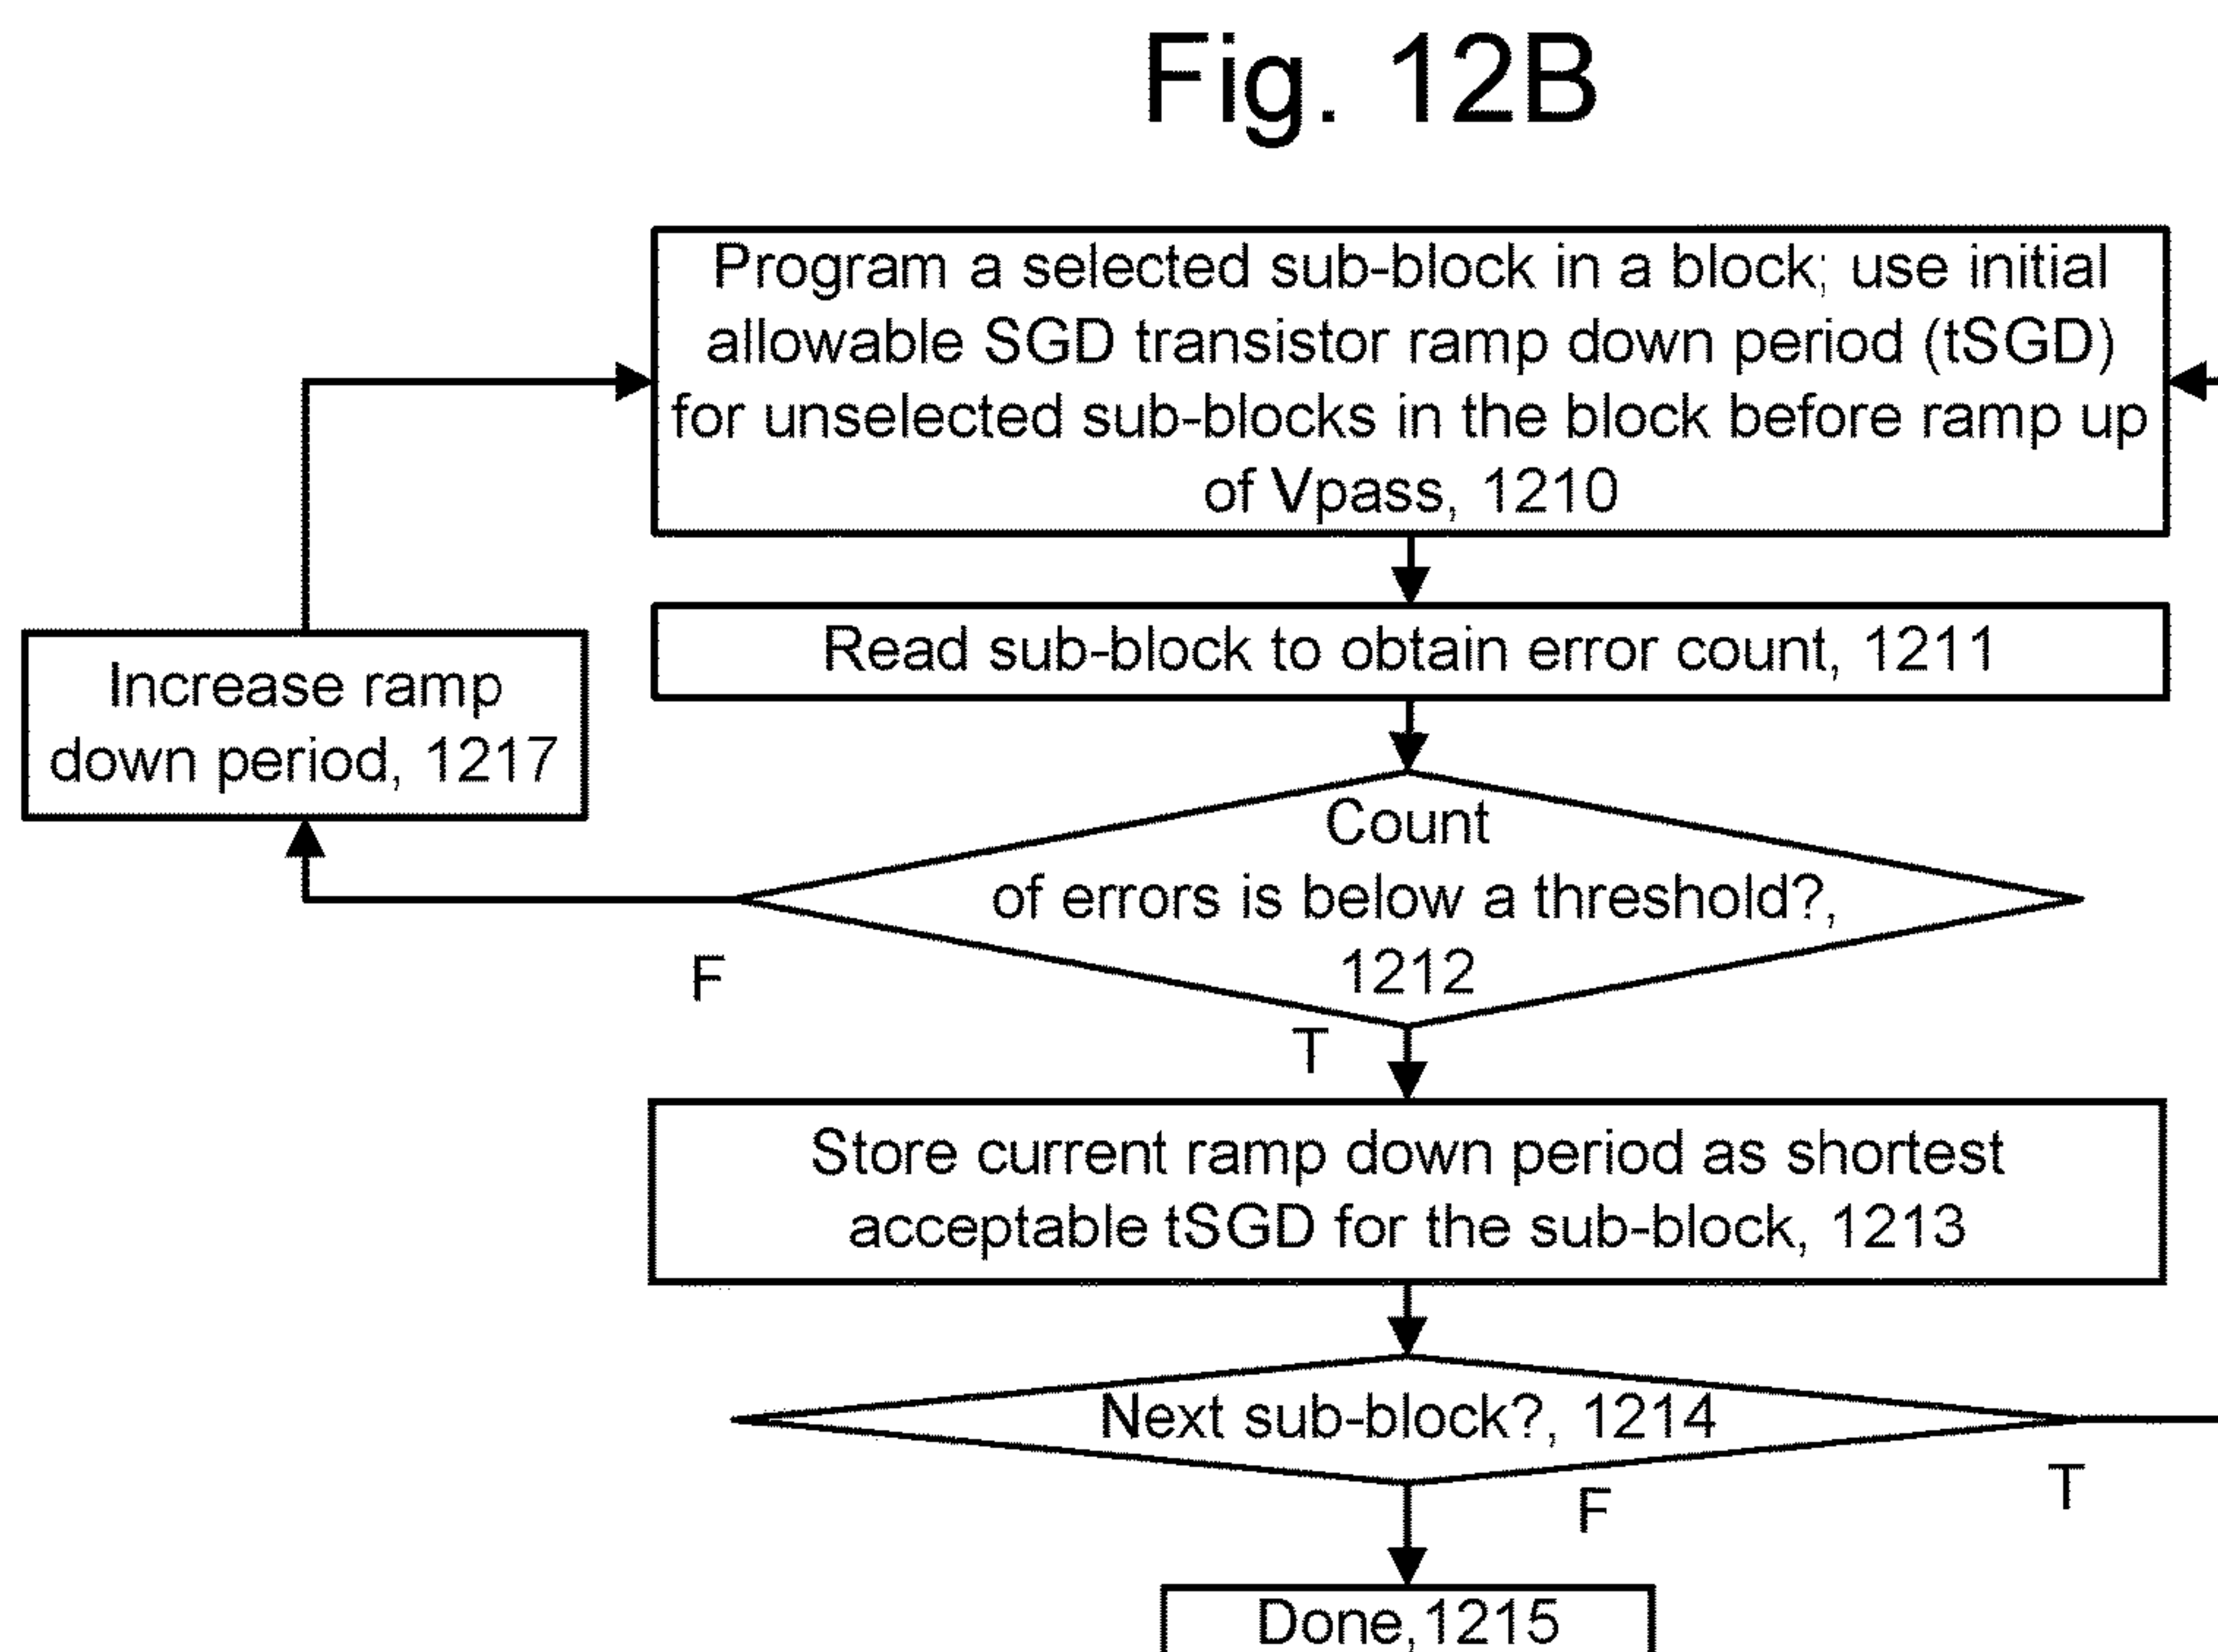 Fig. 12B
Program a selected sub-block in a block; use initial
allowable SGD transistor ramp down period (tSGD)
for unselected sub-blocks in the block before ramp up
of Vpass, 1210
Read sub-block to obtain error count, 1211
Increase ramp
down period, 1217
Count
of errors is below a threshold?,
1212
F
T
Store current ramp down period as shortest
acceptable tSGD for the sub-block, 1213
Next sub-block?, 1214
T
F
Done,1215